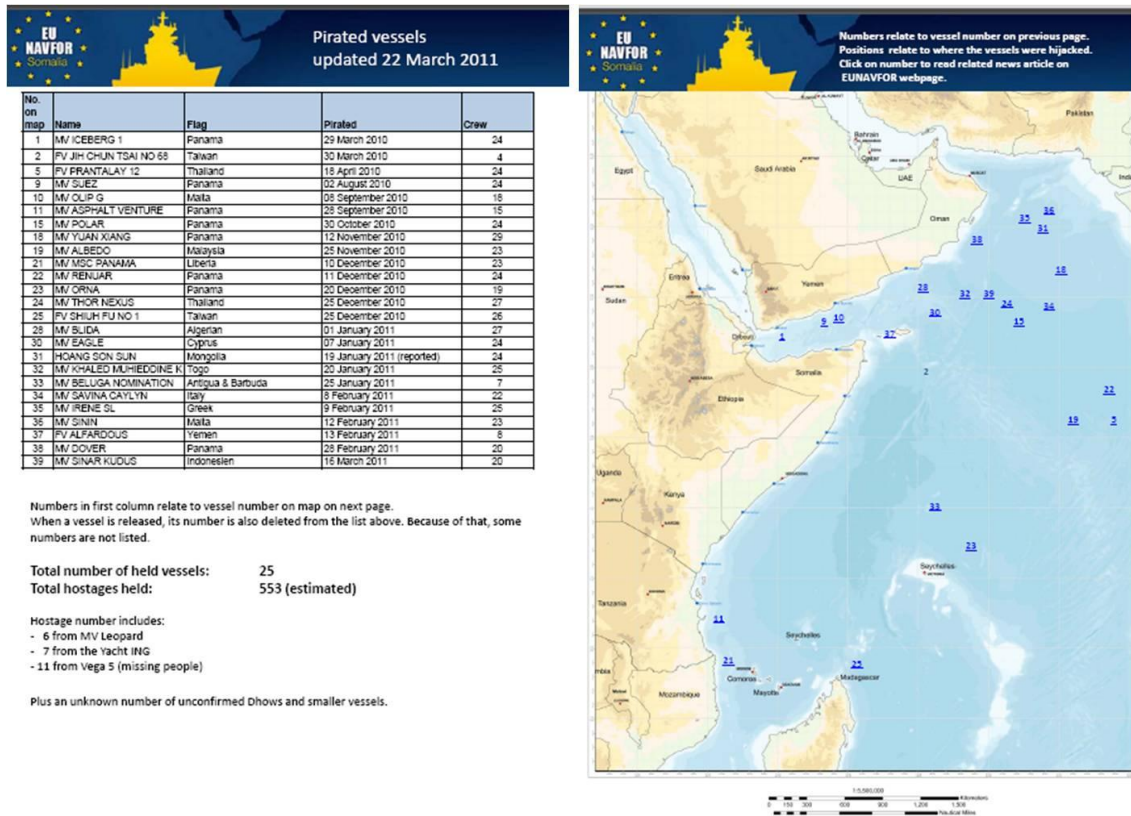 EU
NAVFOR
Somalia
Pirated vessels
updated 22 March 2011
No. on map Name Flag Pirated Crew
1 MV ICEBERG 1 Panama 29 March 2010 24
2 FV JIH CHUN TSAI NO 68 Taiwan 30 March 2010 4
5 FV PRANTALAY 12 Thailand 18 April 2010 24
9 MV SUEZ Panama 02 August 2010 24
10 MV OLIP G Malta 08 September 2010 18
11 MV ASPHALT VENTURE Panama 28 September 2010 15
15 MV POLAR Panama 30 October 2010 24
18 MV YUAN XIANG Panama 12 November 2010 29
19 MV ALBEDO Malaysia 25 November 2010 23
21 MV MSC PANAMA Liberia 10 December 2010 23
22 MV RENUAR Panama 11 December 2010 24
23 MV ORNA Panama 20 December 2010 19
24 MV THOR NEXUS Thailand 25 December 2010 27
25 FV SHIUH FU NO 1 Taiwan 25 December 2010 26
28 MV BLIDA Algerian 01 January 2011 27
30 MV EAGLE Cyprus 07 January 2011 24
31 HOANG SON SUN Mongolia 19 January 2011 (reported) 24
32 MV KHALED MUHIEDDINE K Togo 20 January 2011 25
33 MV BELUGA NOMINATION Antigua & Barbuda 25 January 2011 7
34 MV SAVINA CAYLYN Italy 8 February 2011 22
35 MV IRENE SL Greek 9 February 2011 25
36 MV SININ Malta 12 February 2011 23
37 FV ALFARDOUS Yemen 13 February 2011 8
38 MV DOVER Panama 28 February 2011 20
39 MV SINAR KUDUS Indonesien 16 March 2011 20
Numbers in first column relate to vessel number on map on next page.
When a vessel is released, its number is also deleted from the list above. Because of that, some
numbers are not listed.
Total number of held vessels: 25
Total hostages held: 553 (estimated)
Hostage number includes:
- 6 from MV Leopard
- 7 from the Yacht ING
- 11 from Vega 5 (missing people)
Plus an unknown number of unconfirmed Dhows and smaller vessels.
EU
NAVFOR
Somalia
Numbers relate to vessel number on previous page.
Positions relate to where the vessels were hijacked.
Click on number to read related news article on
EUNAVFOR webpage.
Pakistan
Bahrain
Qatar
Egypt
Saudi Arabia
UAE
Oman
36
35
31
38
18
Eritrea
Yemen
Sudan
28
32
39
24
34
30
10
9
15
37
1
Djibouti
Somalia
2
Ethiopia
22
19
5
Uganda
Kenya
33
23
Seychelles
Tanzania
11
Seychelles
21
25
Comoros
Madagascar
Mayotte
Mozambique
1:5,500,000
Kilometers
0 150 300 600 900 1,200 1,500
Nautical Miles